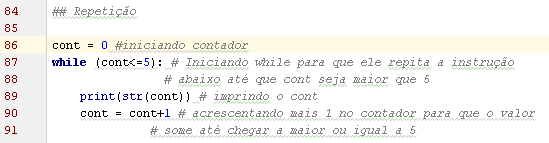 84 ## Repetição
85
86 cont = 0 #iniciando contador
87 while (cont<=5): # Iniciando while para que ele repita a instrução
88 # abaixo até que cont seja maior que 5
89 print(str(cont)) # imprindo o cont
90 cont = cont+1 # acrescentando mais 1 no contador para que o valor
91 # some até chegar a maior ou igual a 5